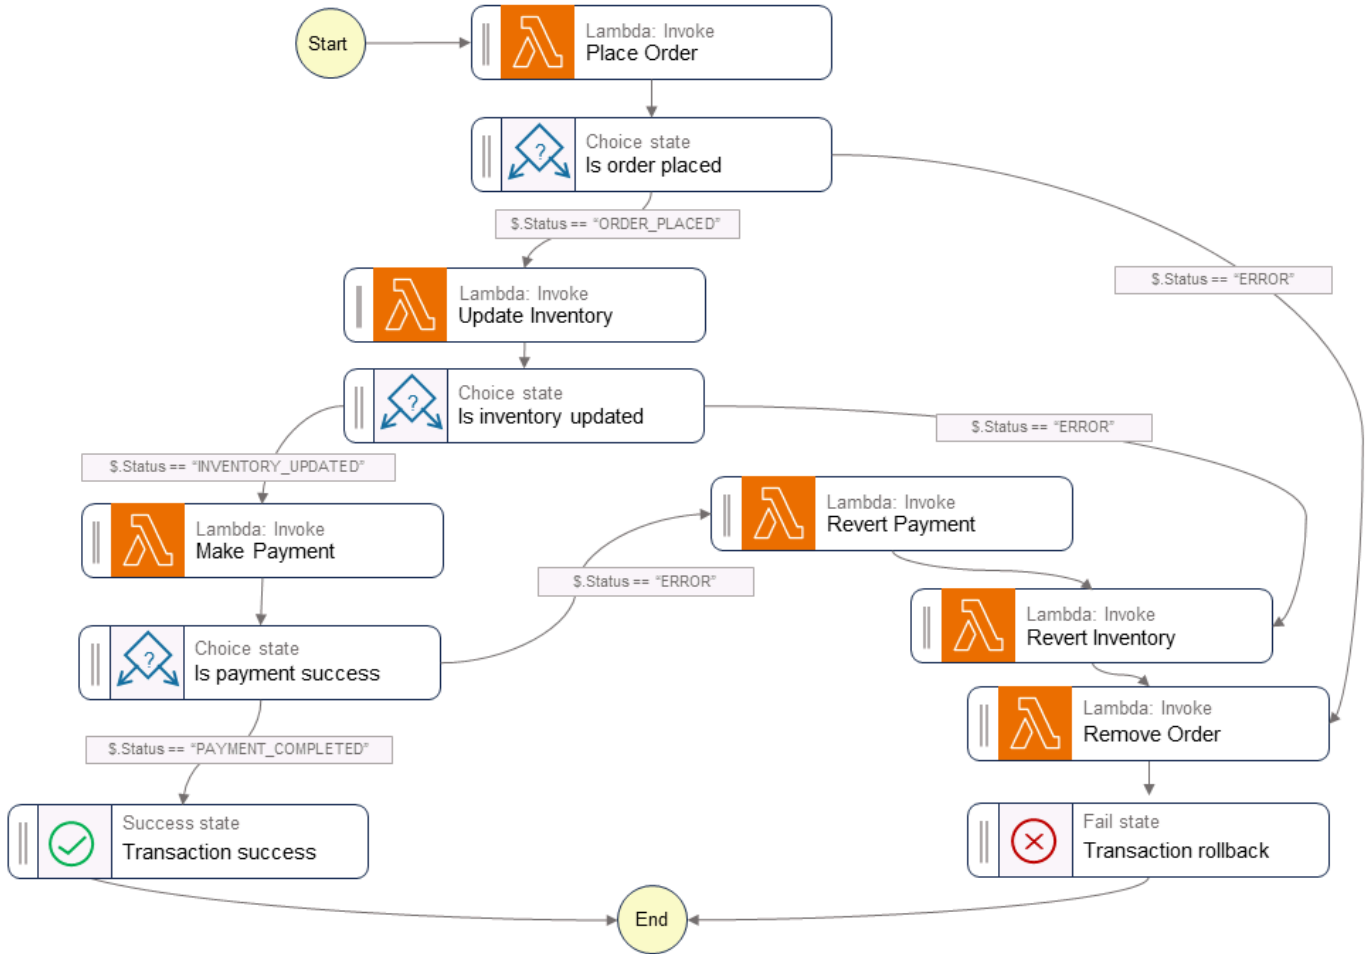 Start
Lambda: Invoke
Place Order
?
Choice state
Is order placed
$.Status == “ORDER_PLACED”
$.Status == “ERROR”
Lambda: Invoke
Update Inventory
?
Choice state
Is inventory updated
$.Status == “ERROR”
$.Status == “INVENTORY_UPDATED”
Lambda: Invoke
Revert Payment
Lambda: Invoke
Make Payment
$.Status == “ERROR”
Lambda: Invoke
Revert Inventory
?
Choice state
Is payment success
Lambda: Invoke
Remove Order
$.Status == “PAYMENT_COMPLETED”
Success state
Transaction success
Fail state
Transaction rollback
End